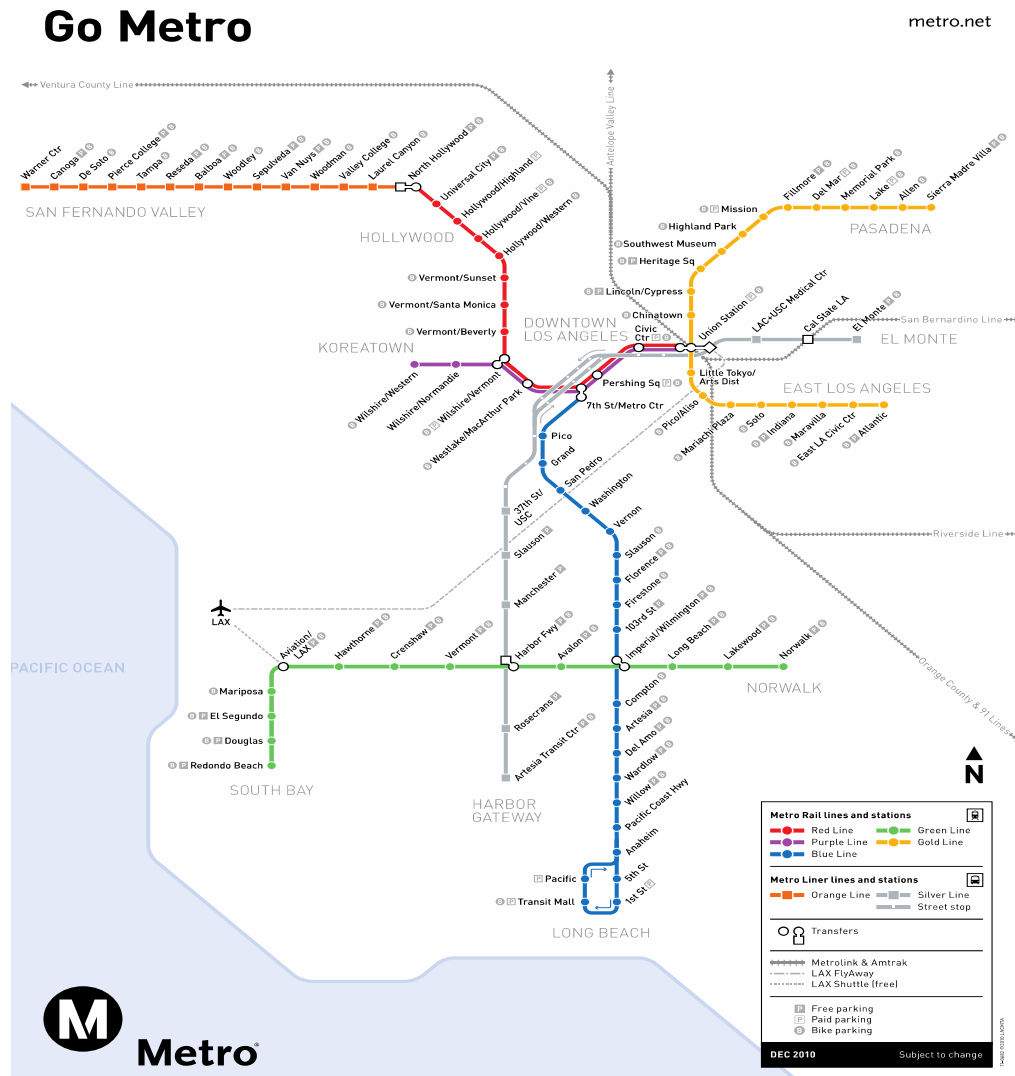 Go Metro
metro.net
Ventura County Line
Antelope Valley Line
Warner Ctr
Canoga P B
De Soto B
Pierce College P B
Tampa B
Reseda P B
Balboa P B
Woodley B
Sepulveda P B
Van Nuys P B
Woodman B
Valley College B
Laurel Canyon B
North Hollywood P B
SAN FERNANDO VALLEY
Universal City P B
Hollywood/Highland P
Hollywood/Vine P B
Hollywood/Western B
HOLLYWOOD
B Vermont/Sunset
B Vermont/Santa Monica
B Vermont/Beverly
KOREATOWN
B Wilshire/Western
Wilshire/Normandie
B P Wilshire/Vermont
B Westlake/MacArthur Park
DOWNTOWN
LOS ANGELES
Civic
Ctr P B
Pershing Sq P B
7th St/Metro Ctr
Union Station P B
Fillmore P B
Del Mar P
Memorial Park B
Lake P B
Allen B
Sierra Madre Villa P B
PASADENA
B P Mission
B Highland Park
B Southwest Museum
B P Heritage Sq
B P Lincoln/Cypress
B Chinatown
LAC+USC Medical Ctr
Cal State LA
El Monte P B
San Bernardino Line
EL MONTE
Little Tokyo/
Arts Dist
EAST LOS ANGELES
B Pico/Aliso
B Mariachi Plaza
B Soto
B P Indiana
B Maravilla
B East LA Civic Ctr
B P Atlantic
Pico
Grand
San Pedro
Washington
Vernon
37th St/
USC
Slauson P
Manchester P
Slauson B
Florence P B
Firestone B
103rd St P
Riverside Line
LAX
Aviation/
LAX P B
Hawthorne P B
Crenshaw P B
Vermont P B
Harbor Fwy P B
Avalon P B
Imperial/Wilmington P B
Long Beach P B
Lakewood P B
Norwalk P B
PACIFIC OCEAN
NORWALK
Orange County & 91 Lines
B Mariposa
B P El Segundo
B P Douglas
B P Redondo Beach
SOUTH BAY
Rosecrans P
Artesia Transit Ctr P B
HARBOR
GATEWAY
Compton B
Artesia P B
Del Amo P B
Wardlow P B
Willow P B
Pacific Coast Hwy
Anaheim
5th St
1st St P
P Pacific
B P Transit Mall
LONG BEACH
N
Metro Rail lines and stations
Red Line
Green Line
Purple Line
Gold Line
Blue Line
Metro Liner lines and stations
Orange Line
Silver Line
Street stop
Transfers
Metrolink & Amtrak
LAX FlyAway
LAX Shuttle (free)
P Free parking
P Paid parking
B Bike parking
DEC 2010
Subject to change
M
Metro